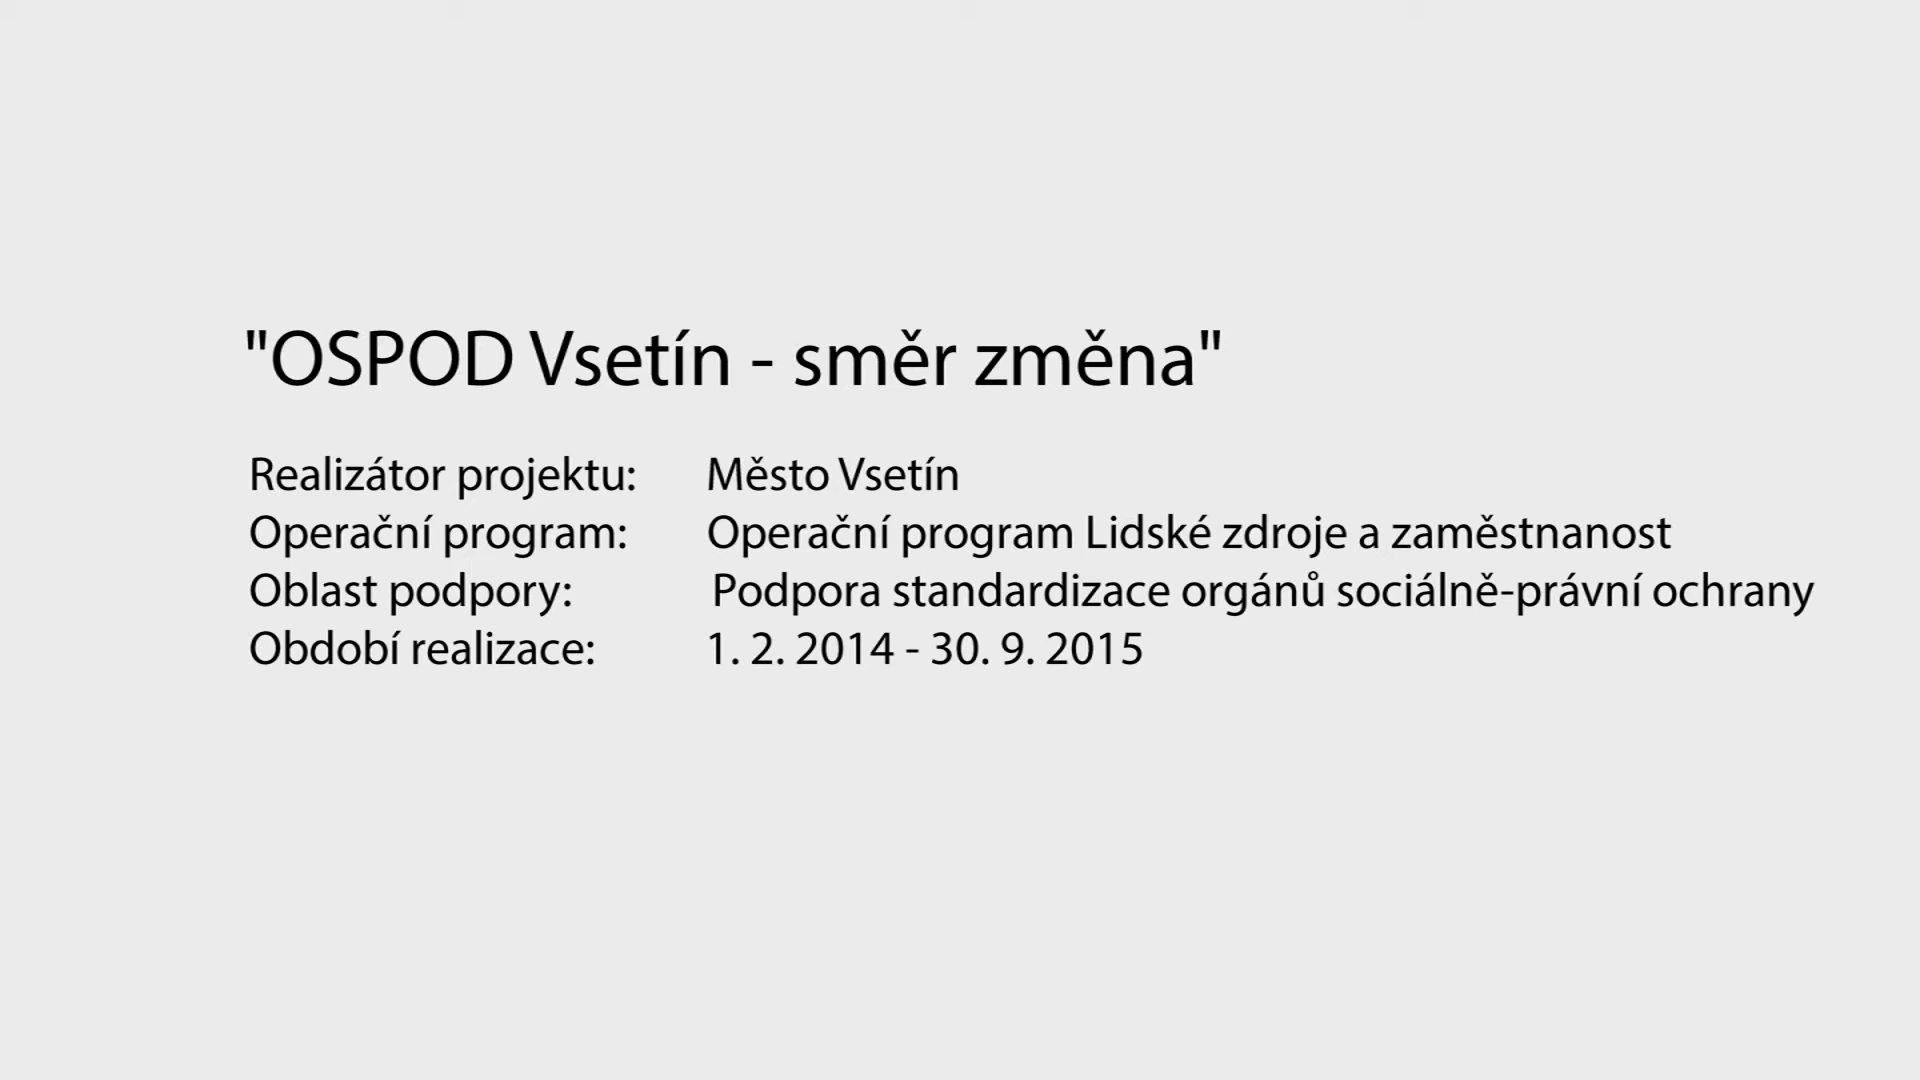 "OSPOD Vsetín - směr změna"
Realizátor projektu: Město Vsetín
Operační program: Operační program Lidské zdroje a zaměstnanost
Oblast podpory: Podpora standardizace orgánů sociálně-právní ochrany
Období realizace: 1. 2. 2014 - 30. 9. 2015